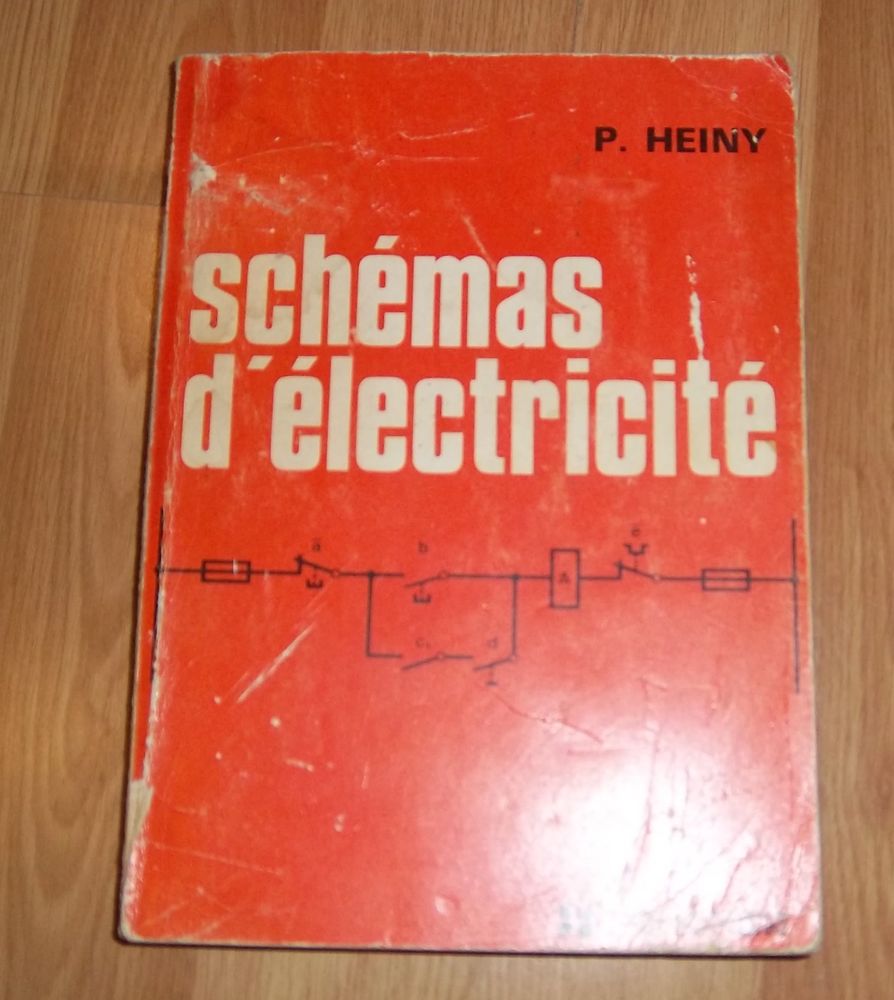 P. HEINY
schémas
d'électricité
b
d